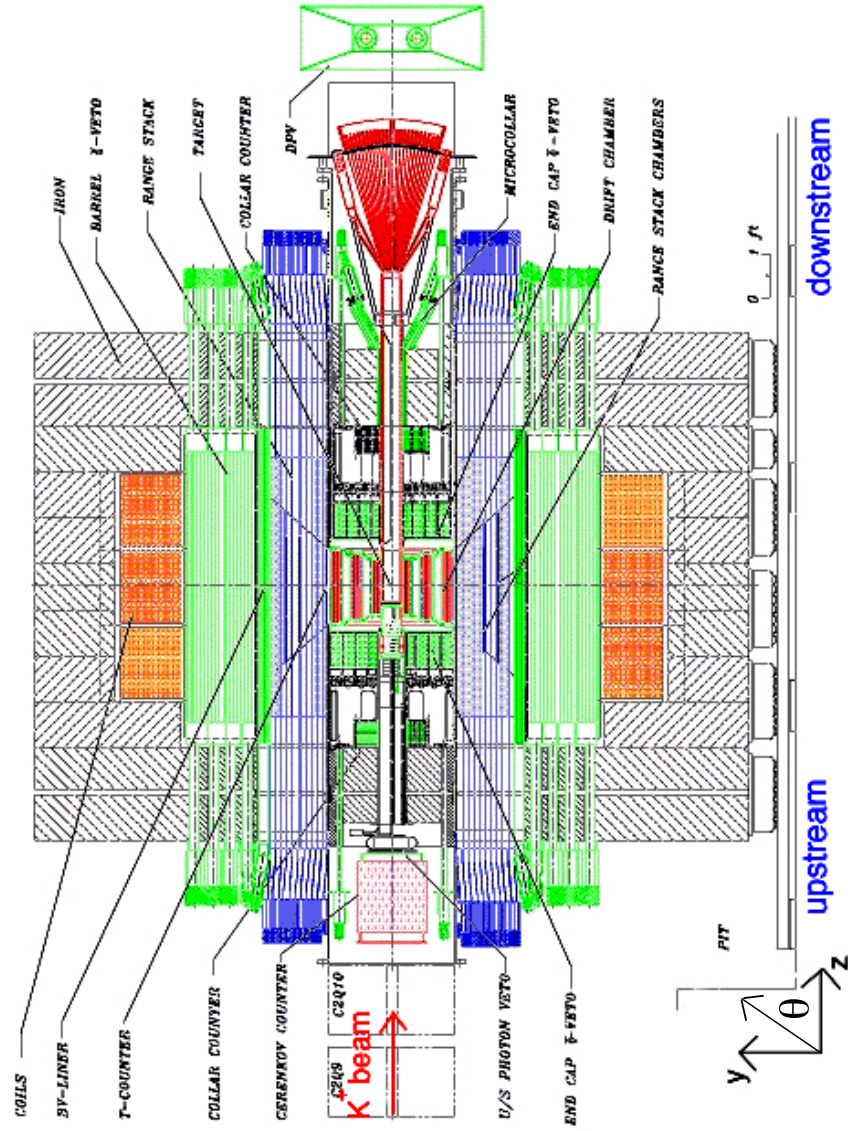 IRON
BARREL γ-VETO
RANGE STACK
TARGET
COLLAR COUNTER
DPV
MICROCOLLAR
END CAP γ-VETO
DRIFT CHAMBER
RANGE STACK CHAMBERS
0 1 ft
downstream
COILS
BV-LINER
T-COUNTER
COLLAR COUNTER
CERENKOV COUNTER
C2Q10
C2Q9
K+ beam
U/S PHOTON VETO
END CAP γ-VETO
PIT
upstream
y
θ
z